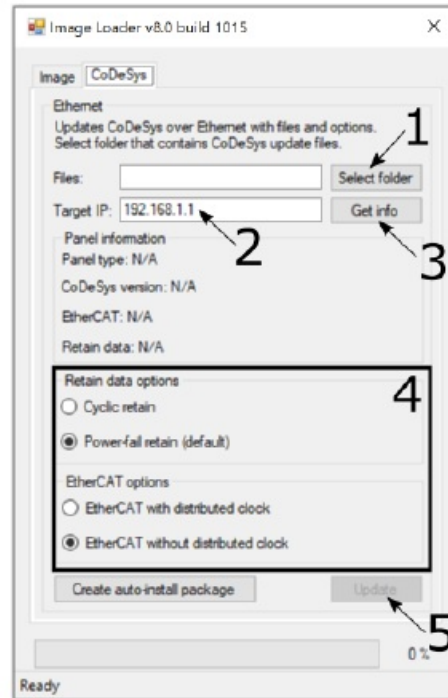 Image Loader v8.0 build 1015
Image CoDeSys
Ethernet
Updates CoDeSys over Ethernet with files and options.
Select folder that contains CoDeSys update files.
1
Files: Select folder
Target IP: 192.168.1.1 Get info
2
3
Panel information
Panel type: N/A
CoDeSys version: N/A
EtherCAT: N/A
Retain data: N/A
Retain data options
4
Cyclic retain
Power-fail retain (default)
EtherCAT options
EtherCAT with distributed clock
EtherCAT without distributed clock
Create auto-install package Update
5
0 %
Ready